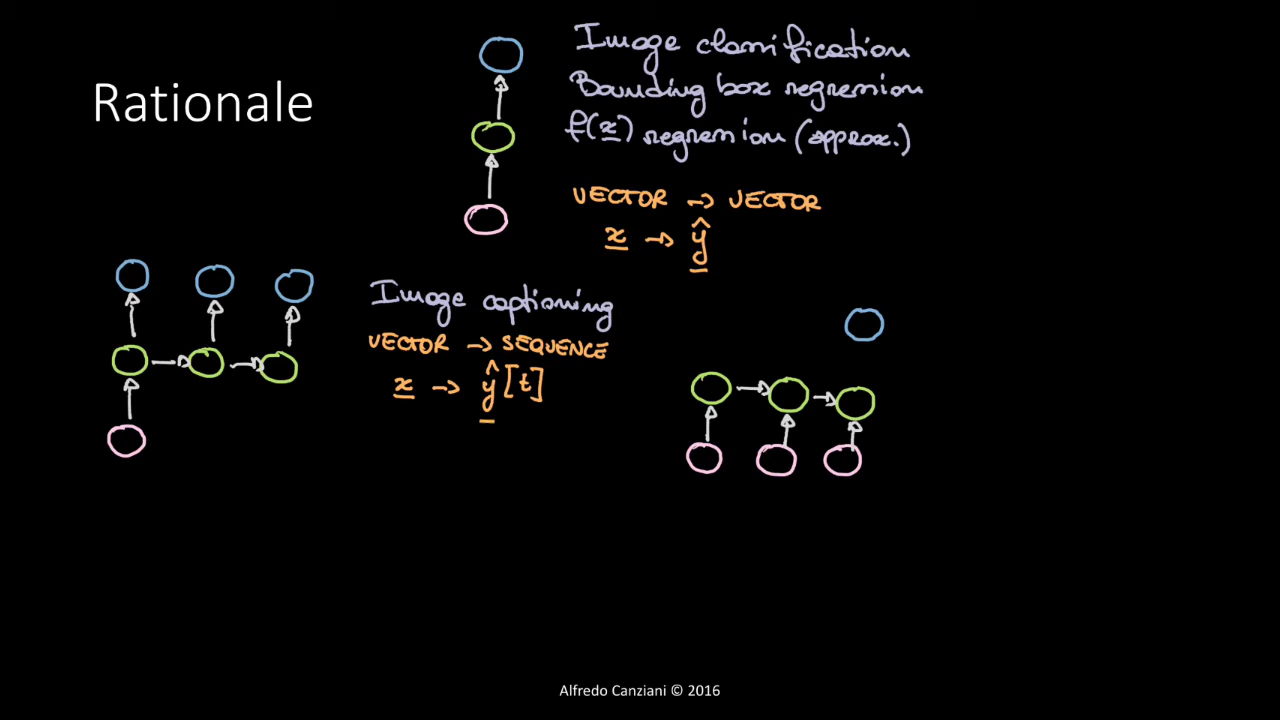 Rationale
Image classification
Bounding box regression
f(x) regression (approx.)
VECTOR → VECTOR
x → ŷ
Image captioning
VECTOR → SEQUENCE
x → ŷ[t]
Alfredo Canziani © 2016